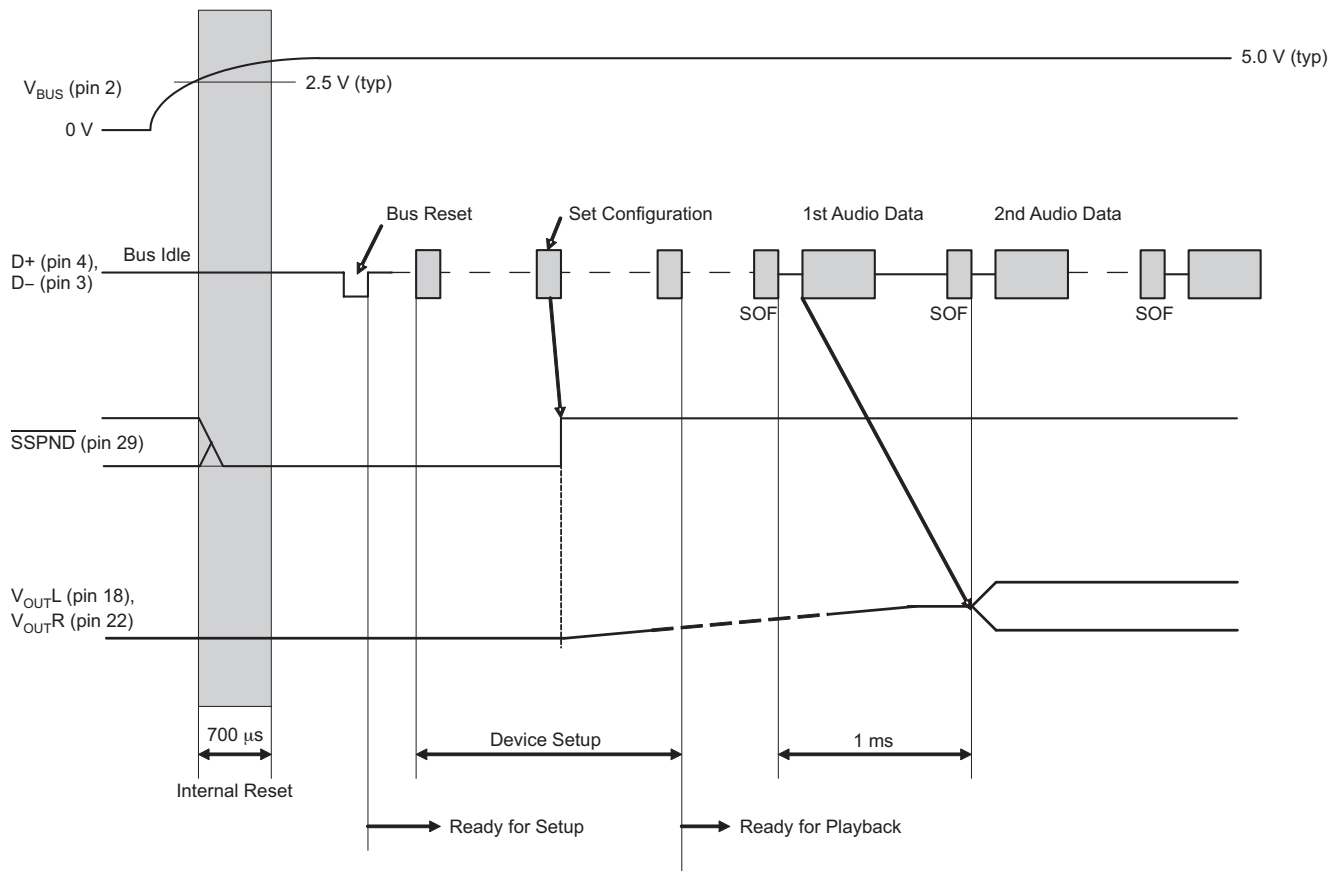 5.0 V (typ)
2.5 V (typ)
VBUS (pin 2)
0 V
Bus Reset
Set Configuration
1st Audio Data
2nd Audio Data
Bus Idle
D+ (pin 4),
D– (pin 3)
SOF
SOF
SOF
SSPND (pin 29)
VOUTL (pin 18),
VOUTR (pin 22)
700 μs
Device Setup
1 ms
Internal Reset
Ready for Setup
Ready for Playback